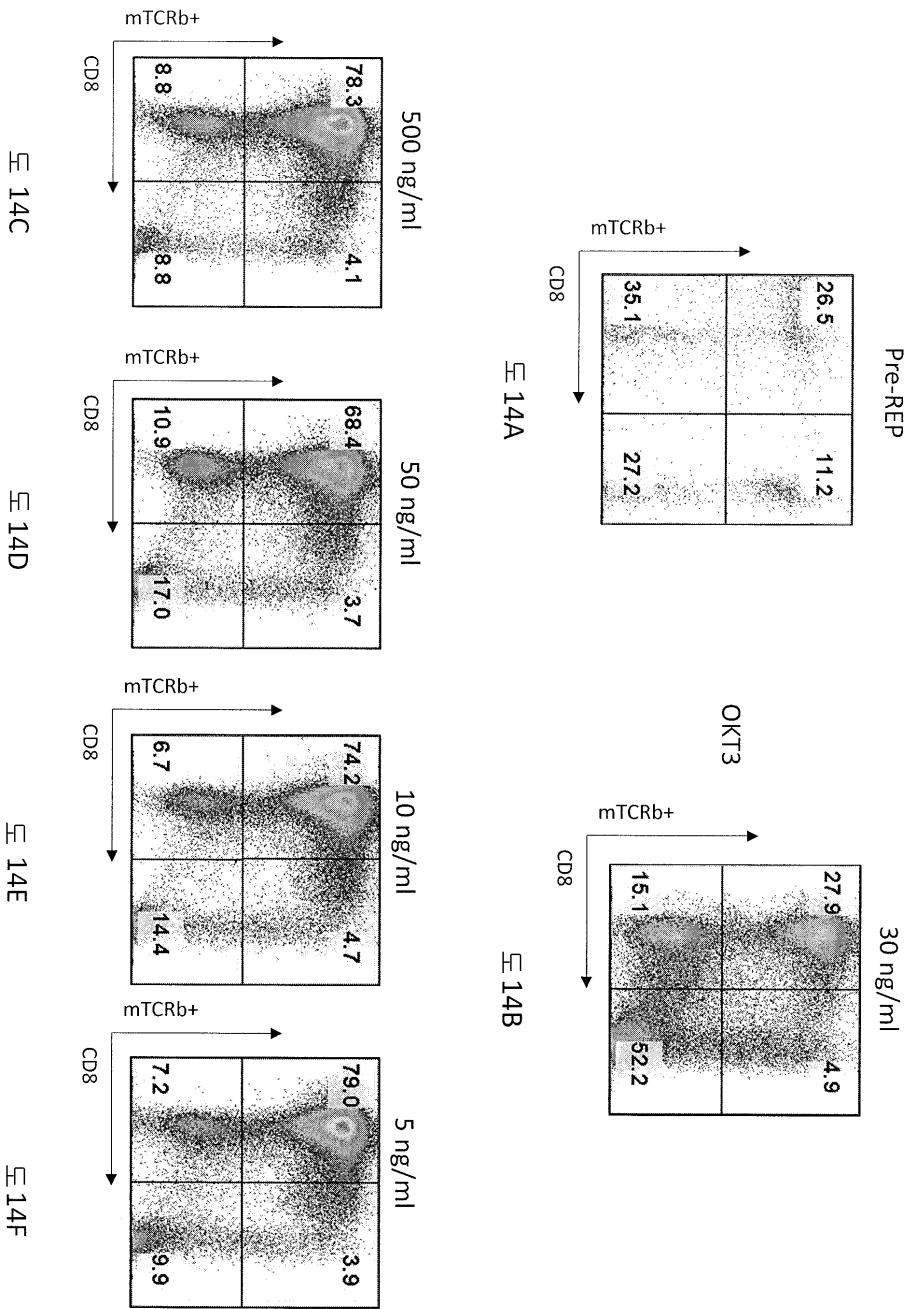 Pre-REP
mTCRb+
26.5
11.2
35.1
27.2
CD8
도 14A
OKT3
30 ng/ml
mTCRb+
27.9
4.9
15.1
52.2
CD8
도 14B
500 ng/ml
mTCRb+
78.3
4.1
8.8
8.8
CD8
도 14C
50 ng/ml
mTCRb+
68.4
3.7
10.9
17.0
CD8
도 14D
10 ng/ml
mTCRb+
74.2
4.7
6.7
14.4
CD8
도 14E
5 ng/ml
mTCRb+
79.0
3.9
7.2
9.9
CD8
도 14F